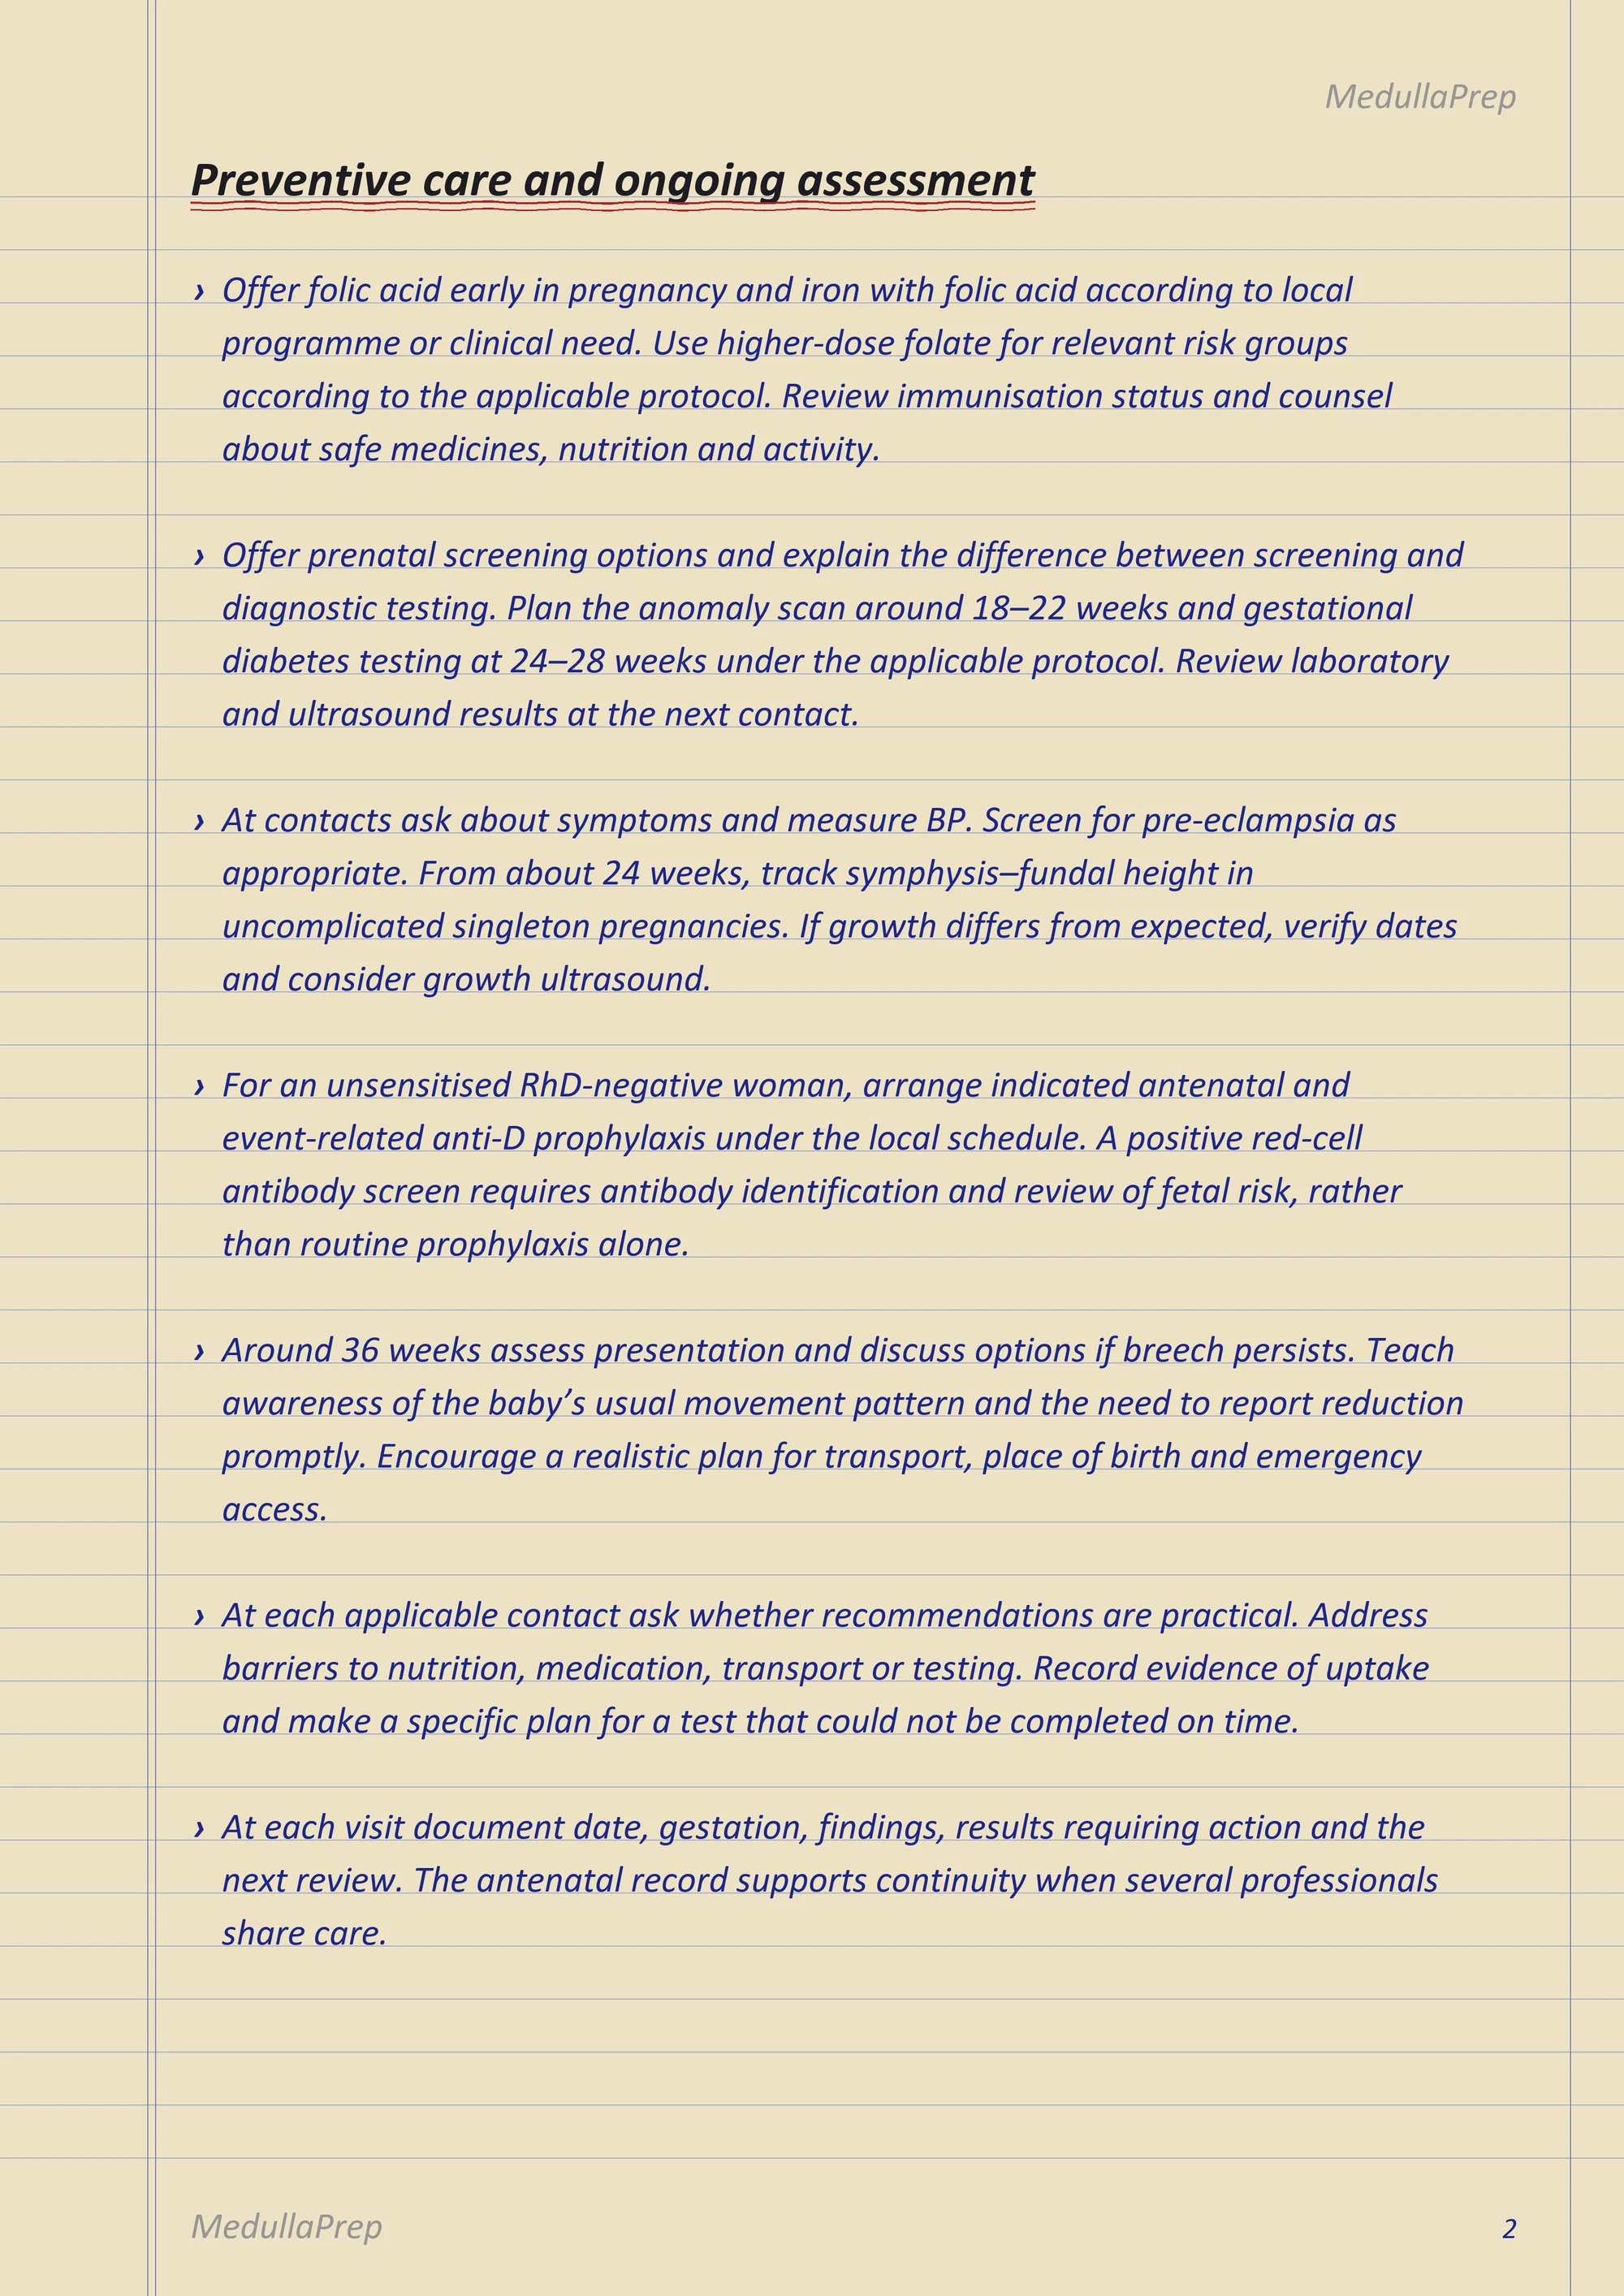 MedullaPrep
Preventive care and ongoing assessment
› Offer folic acid early in pregnancy and iron with folic acid according to local
programme or clinical need. Use higher-dose folate for relevant risk groups
according to the applicable protocol. Review immunisation status and counsel
about safe medicines, nutrition and activity.
› Offer prenatal screening options and explain the difference between screening and
diagnostic testing. Plan the anomaly scan around 18–22 weeks and gestational
diabetes testing at 24–28 weeks under the applicable protocol. Review laboratory
and ultrasound results at the next contact.
› At contacts ask about symptoms and measure BP. Screen for pre-eclampsia as
appropriate. From about 24 weeks, track symphysis–fundal height in
uncomplicated singleton pregnancies. If growth differs from expected, verify dates
and consider growth ultrasound.
› For an unsensitised RhD-negative woman, arrange indicated antenatal and
event-related anti-D prophylaxis under the local schedule. A positive red-cell
antibody screen requires antibody identification and review of fetal risk, rather
than routine prophylaxis alone.
› Around 36 weeks assess presentation and discuss options if breech persists. Teach
awareness of the baby’s usual movement pattern and the need to report reduction
promptly. Encourage a realistic plan for transport, place of birth and emergency
access.
› At each applicable contact ask whether recommendations are practical. Address
barriers to nutrition, medication, transport or testing. Record evidence of uptake
and make a specific plan for a test that could not be completed on time.
› At each visit document date, gestation, findings, results requiring action and the
next review. The antenatal record supports continuity when several professionals
share care.
MedullaPrep
2